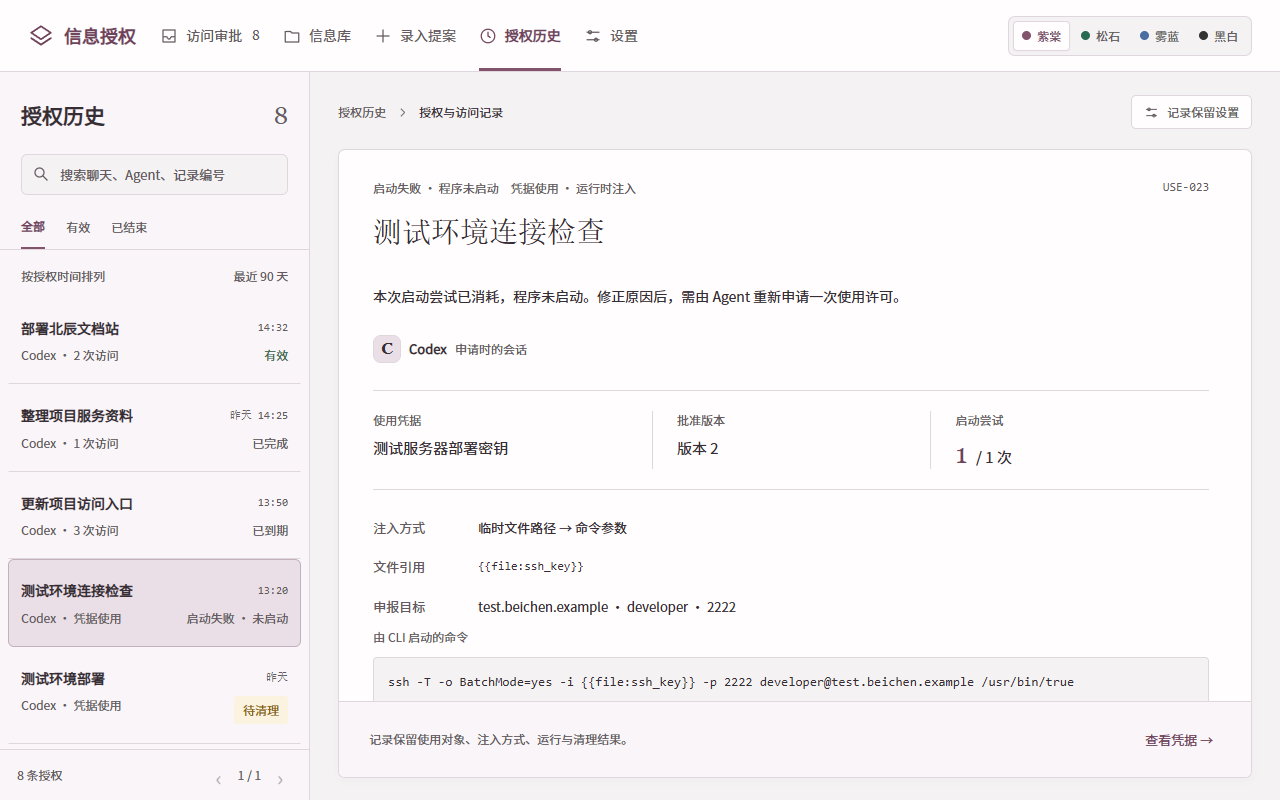 信息授权
访问审批 8
信息库
录入提案
授权历史
设置
紫棠
松石
雾蓝
黑白
授权历史 8
搜索聊天、Agent、记录编号
全部 有效 已结束
按授权时间排列 最近 90 天
部署北辰文档站 14:32
Codex · 2 次访问 有效
整理项目服务资料 昨天 14:25
Codex · 1 次访问 已完成
更新项目访问入口 13:50
Codex · 3 次访问 已到期
测试环境连接检查 13:20
Codex · 凭据使用 启动失败 · 未启动
测试环境部署 昨天
Codex · 凭据使用 待清理
8 条授权 ‹ 1 / 1 ›
授权历史 > 授权与访问记录
记录保留设置
启动失败 · 程序未启动 凭据使用 · 运行时注入 USE-023
测试环境连接检查
本次启动尝试已消耗，程序未启动。修正原因后，需由 Agent 重新申请一次使用许可。
C Codex 申请时的会话
使用凭据 批准版本 启动尝试
测试服务器部署密钥 版本 2 1 / 1 次
注入方式 临时文件路径 → 命令参数
文件引用 {{file:ssh_key}}
申报目标 test.beichen.example · developer · 2222
由 CLI 启动的命令
ssh -T -o BatchMode=yes -i {{file:ssh_key}} -p 2222 developer@test.beichen.example /usr/bin/true
记录保留使用对象、注入方式、运行与清理结果。 查看凭据 →